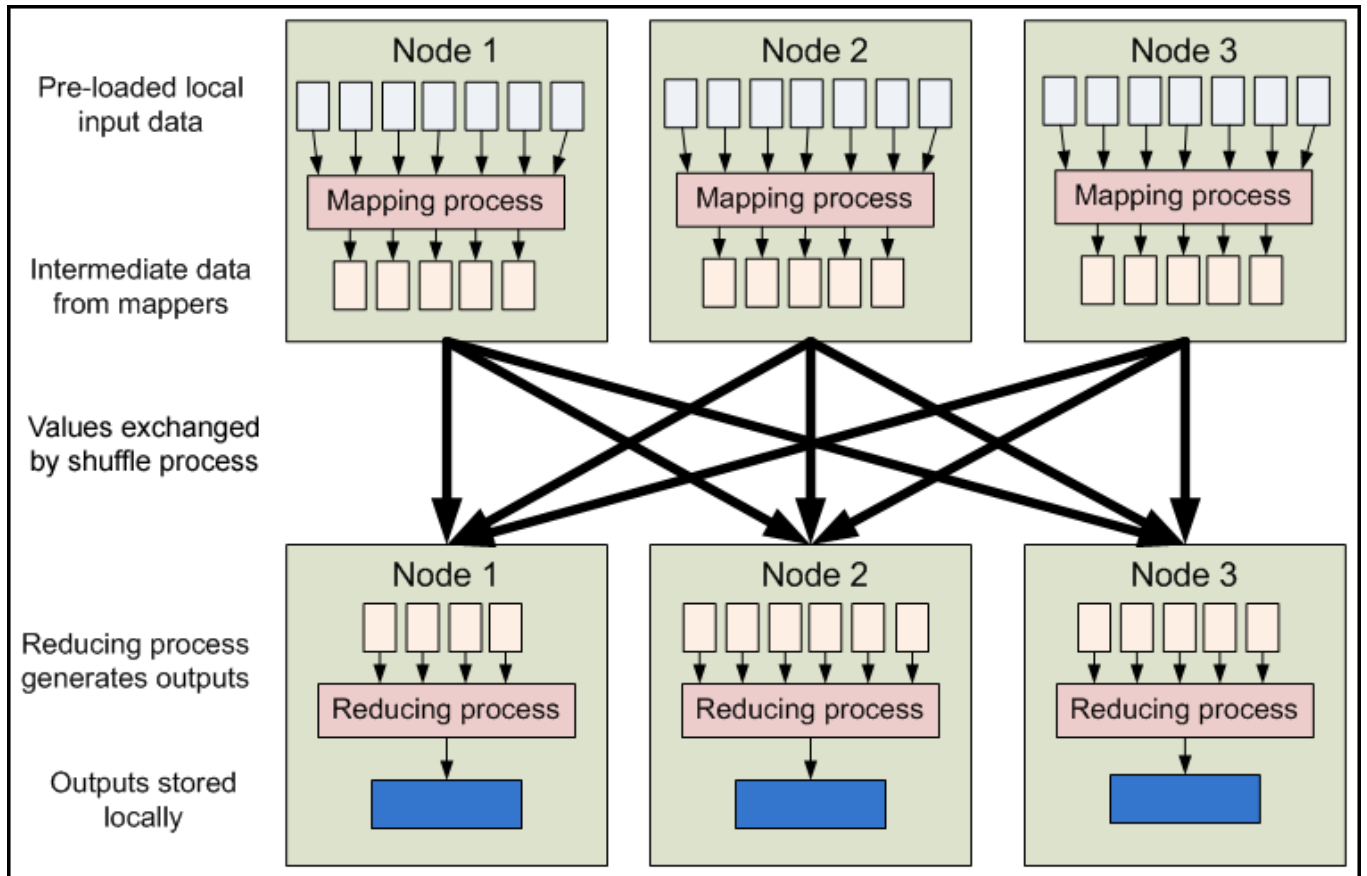 Node 1
Node 2
Node 3
Pre-loaded local
input data
Mapping process
Mapping process
Mapping process
Intermediate data
from mappers
Values exchanged
by shuffle process
Node 1
Node 2
Node 3
Reducing process
generates outputs
Reducing process
Reducing process
Reducing process
Outputs stored
locally